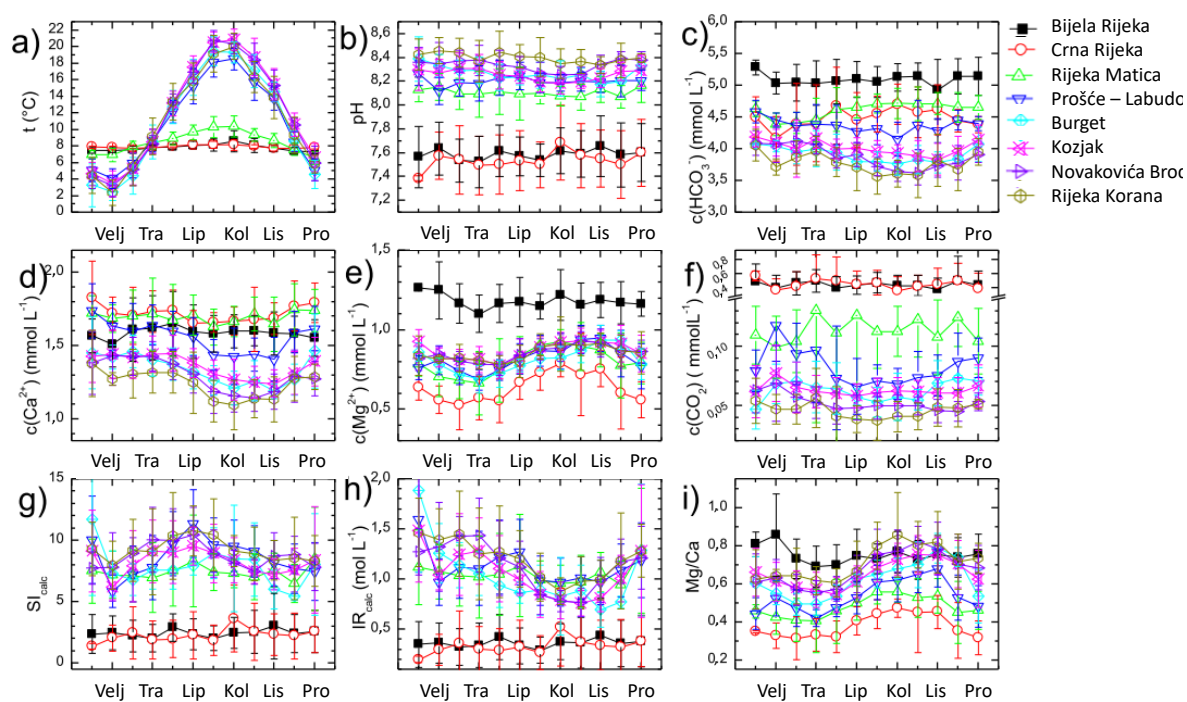 a)
t (°C)
22
20
18
16
14
12
10
8
6
4
2
0
Velj Tra Lip Kol Lis Pro
b)
pH
8,6
8,4
8,2
8,0
7,8
7,6
7,4
7,2
Velj Tra Lip Kol Lis Pro
c)
c(HCO₃⁻) (mmol L⁻¹)
6,0
5,5
5,0
4,5
4,0
3,5
3,0
Velj Tra Lip Kol Lis Pro
Bijela Rijeka
Crna Rijeka
Rijeka Matica
Prošće – Labudo
Burget
Kozjak
Novakovića Brod
Rijeka Korana
d)
c(Ca²⁺) (mmol L⁻¹)
2,0
1,5
1,0
Velj Tra Lip Kol Lis Pro
e)
c(Mg²⁺) (mmol L⁻¹)
1,5
1,0
0,5
Velj Tra Lip Kol Lis Pro
f)
c(CO₂) ( mmolL⁻¹)
0,8
0,6
0,4
0,10
0,05
Velj Tra Lip Kol Lis Pro
g)
SI calc
15
10
5
0
Velj Tra Lip Kol Lis Pro
h)
IR calc (mol L⁻¹)
2,0
1,5
1,0
0,5
Velj Tra Lip Kol Lis Pro
i)
Mg/Ca
1,0
0,8
0,6
0,4
0,2
Velj Tra Lip Kol Lis Pro